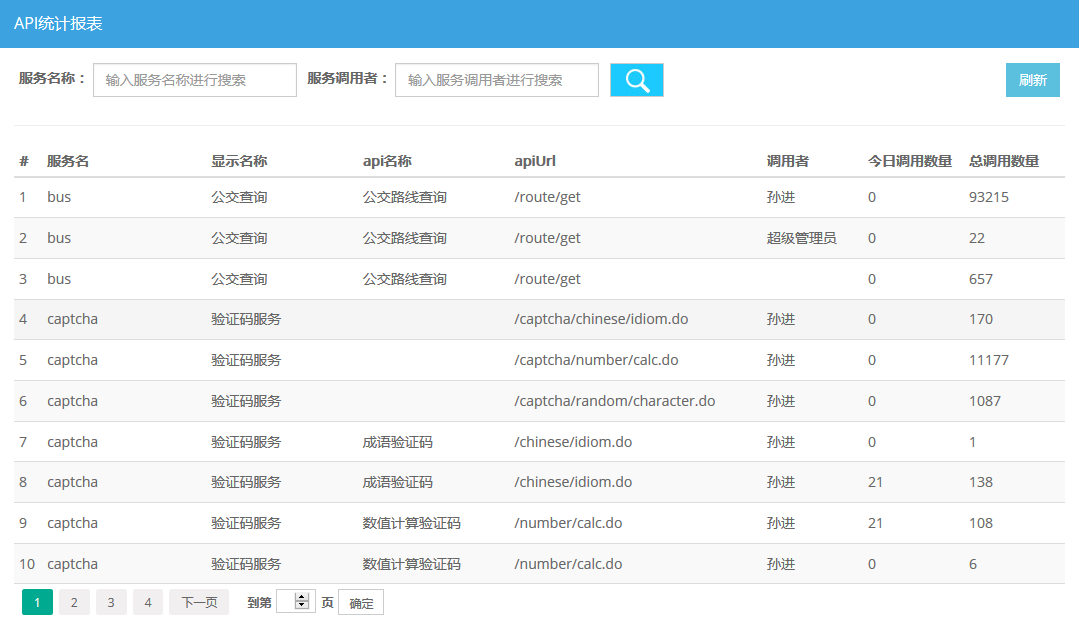 API统计报表
服务名称： 输入服务名称进行搜索 服务调用者： 输入服务调用者进行搜索 刷新
# 服务名 显示名称 api名称 apiUrl 调用者 今日调用数量 总调用数量
1 bus 公交查询 公交路线查询 /route/get 孙进 0 93215
2 bus 公交查询 公交路线查询 /route/get 超级管理员 0 22
3 bus 公交查询 公交路线查询 /route/get 0 657
4 captcha 验证码服务 /captcha/chinese/idiom.do 孙进 0 170
5 captcha 验证码服务 /captcha/number/calc.do 孙进 0 11177
6 captcha 验证码服务 /captcha/random/character.do 孙进 0 1087
7 captcha 验证码服务 成语验证码 /chinese/idiom.do 孙进 0 1
8 captcha 验证码服务 成语验证码 /chinese/idiom.do 孙进 21 138
9 captcha 验证码服务 数值计算验证码 /number/calc.do 孙进 21 108
10 captcha 验证码服务 数值计算验证码 /number/calc.do 孙进 0 6
1 2 3 4 下一页 到第 页 确定